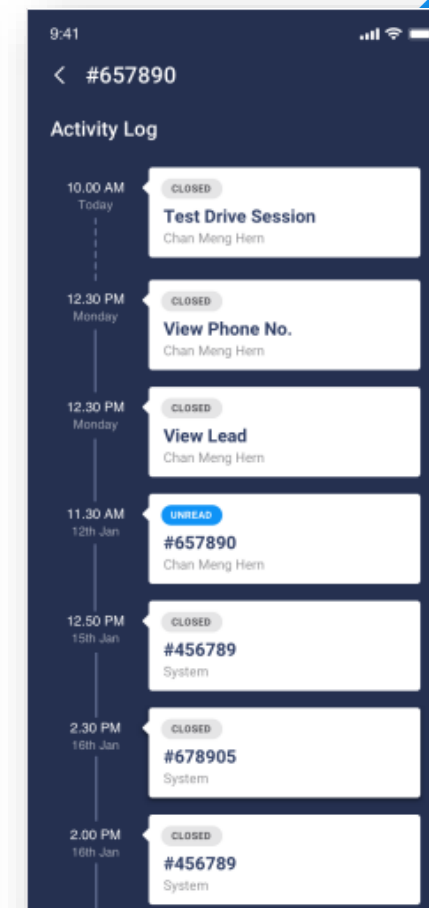 9:41
#657890
Activity Log
10.00 AM
Today
CLOSED
Test Drive Session
Chan Meng Hern
12.30 PM
Monday
CLOSED
View Phone No.
Chan Meng Hern
12.30 PM
Monday
CLOSED
View Lead
Chan Meng Hern
11.30 AM
12th Jan
UNREAD
#657890
Chan Meng Hern
12.50 PM
15th Jan
CLOSED
#456789
System
2.30 PM
16th Jan
CLOSED
#678905
System
2.00 PM
16th Jan
CLOSED
#456789
System